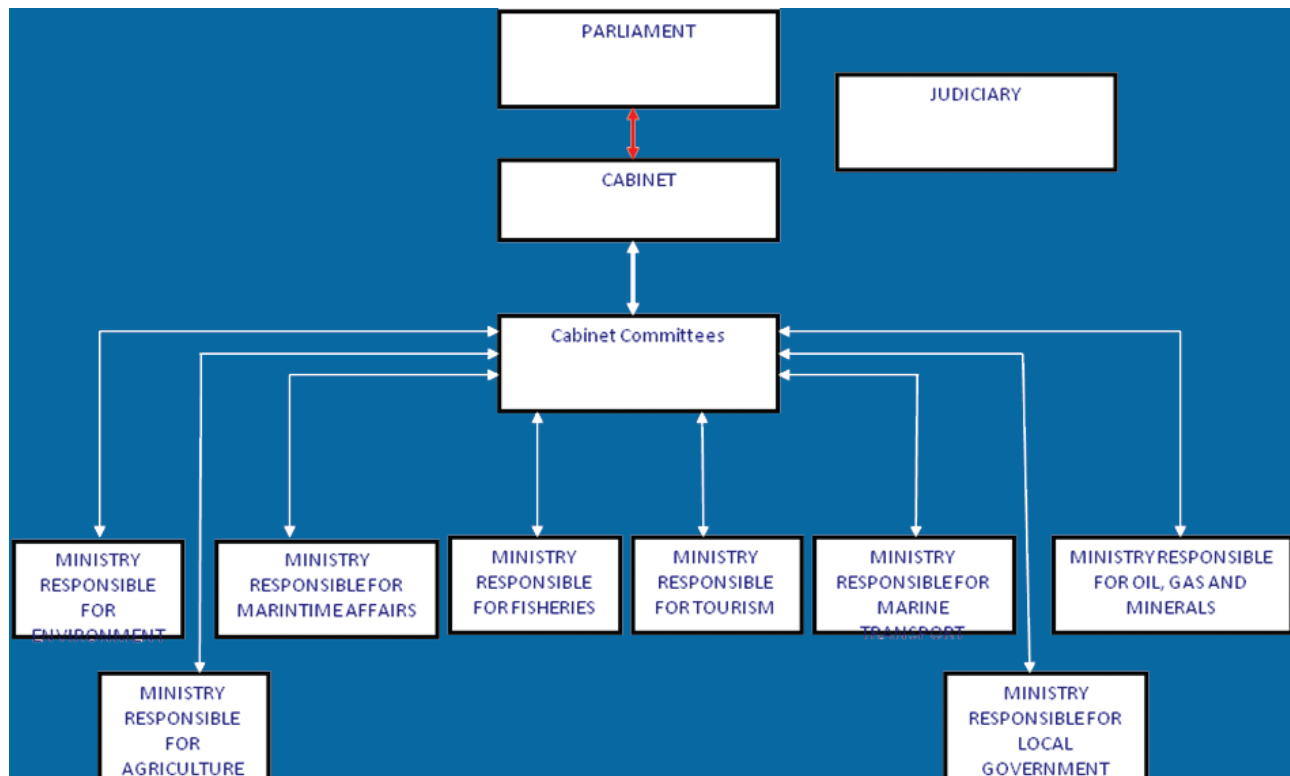 PARLIAMENT
JUDICIARY
CABINET
Cabinet Committees
MINISTRY
RESPONSIBLE
FOR
ENVIRONMENT
MINISTRY
RESPONSIBLE FOR
MARINTIME AFFAIRS
MINISTRY
RESPONSIBLE
FOR FISHERIES
MINISTRY
RESPONSIBLE
FOR TOURISM
MINISTRY
RESPONSIBLE FOR
MARINE
TRANSPORT
MINISTRY RESPONSIBLE
FOR OIL, GAS AND
MINERALS
MINISTRY
RESPONSIBLE
FOR
AGRICULTURE
MINISTRY
RESPONSIBLE FOR
LOCAL
GOVERNMENT